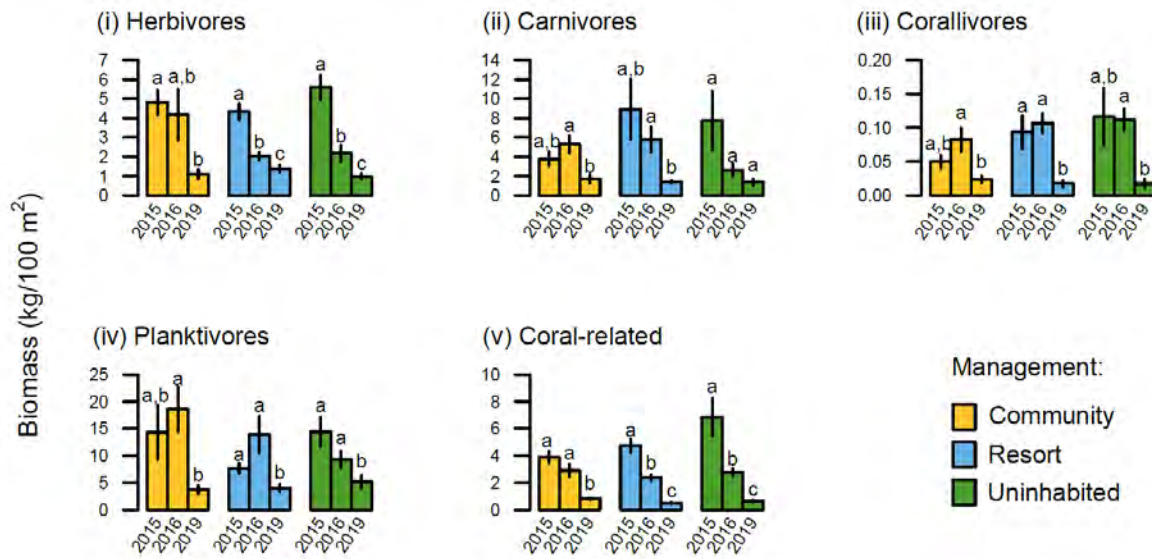 (i) Herbivores
(ii) Carnivores
(iii) Corallivores
7
6
5
4
3
2
1
0
a
a,b
b
a
b
c
a
b
c
2015
2016
2019
2015
2016
2019
2015
2016
2019
14
12
10
8
6
4
2
0
a,b
a
b
a,b
a
b
a
a
a
2015
2016
2019
2015
2016
2019
2015
2016
2019
0.20
0.15
0.10
0.05
0.00
a,b
a
b
a
a
b
a,b
a
b
2015
2016
2019
2015
2016
2019
2015
2016
2019
Biomass (kg/100 m²)
(iv) Planktivores
(v) Coral-related
25
20
15
10
5
0
a,b
a
b
a
a
b
a
a
b
2015
2016
2019
2015
2016
2019
2015
2016
2019
10
8
6
4
2
0
a
a
b
a
b
c
a
b
c
2015
2016
2019
2015
2016
2019
2015
2016
2019
Management:
Community
Resort
Uninhabited